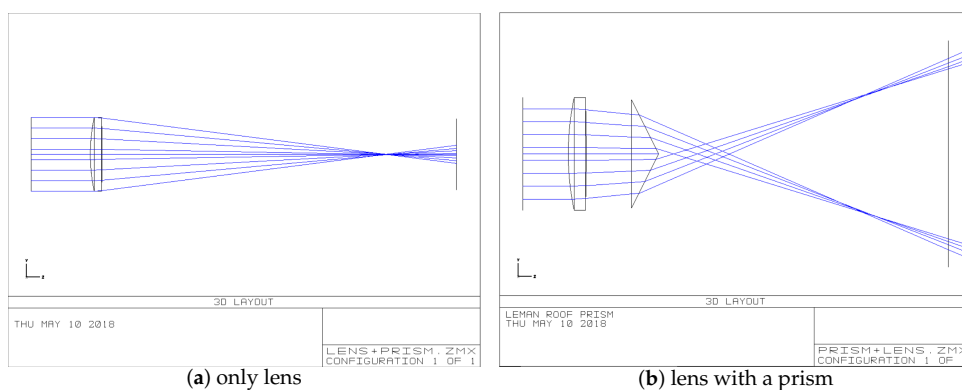 Y
Z
3D LAYOUT
THU MAY 10 2018
LENS+PRISM.ZMX
CONFIGURATION 1 OF 1
(a) only lens
Y
Z
3D LAYOUT
LEMAN ROOF PRISM
THU MAY 10 2018
PRISM+LENS.ZMX
CONFIGURATION 1 OF
(b) lens with a prism